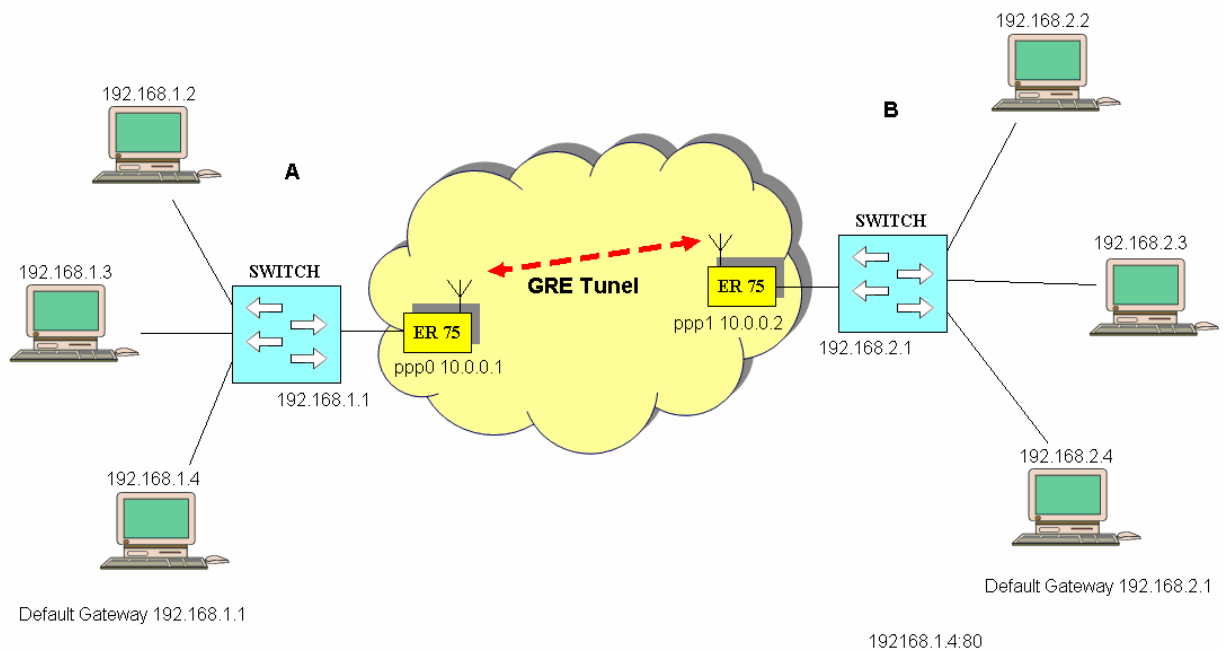 192.168.2.2
192.168.1.2
A
B
SWITCH
192.168.2.3
192.168.1.3
SWITCH
GRE Tunel
ER 75
ppp1 10.0.0.2
192.168.2.1
ER 75
ppp0 10.0.0.1
192.168.1.1
192.168.2.4
192.168.1.4
Default Gateway 192.168.2.1
Default Gateway 192.168.1.1
192168.1.4:80